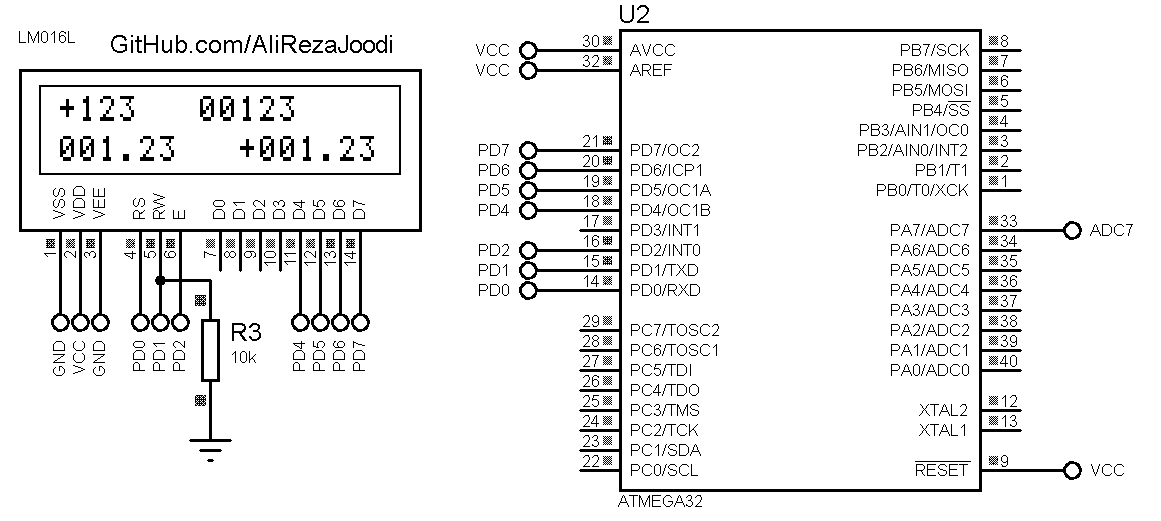 LM016L
GitHub.com/AliRezaJoodi
+123 00123
001.23 +001.23
VSS VDD VEE RS RW E D0 D1 D2 D3 D4 D5 D6 D7
1 2 3 4 5 6 7 8 9 10 11 12 13 14
GND VCC GND PD0 PD1 PD2 PD4 PD5 PD6 PD7
R3
10k
U2
VCC 30 AVCC PB7/SCK 8
VCC 32 AREF PB6/MISO 7
PB5/MOSI 6
PB4/SS 5
PB3/AIN1/OC0 4
PD7 21 PD7/OC2 PB2/AIN0/INT2 3
PD6 20 PD6/ICP1 PB1/T1 2
PD5 19 PD5/OC1A PB0/T0/XCK 1
PD4 18 PD4/OC1B
17 PD3/INT1 PA7/ADC7 33 ADC7
PD2 16 PD2/INT0 PA6/ADC6 34
PD1 15 PD1/TXD PA5/ADC5 35
PD0 14 PD0/RXD PA4/ADC4 36
PA3/ADC3 37
29 PC7/TOSC2 PA2/ADC2 38
28 PC6/TOSC1 PA1/ADC1 39
27 PC5/TDI PA0/ADC0 40
26 PC4/TDO
25 PC3/TMS XTAL2 12
24 PC2/TCK XTAL1 13
23 PC1/SDA
22 PC0/SCL RESET 9 VCC
ATMEGA32